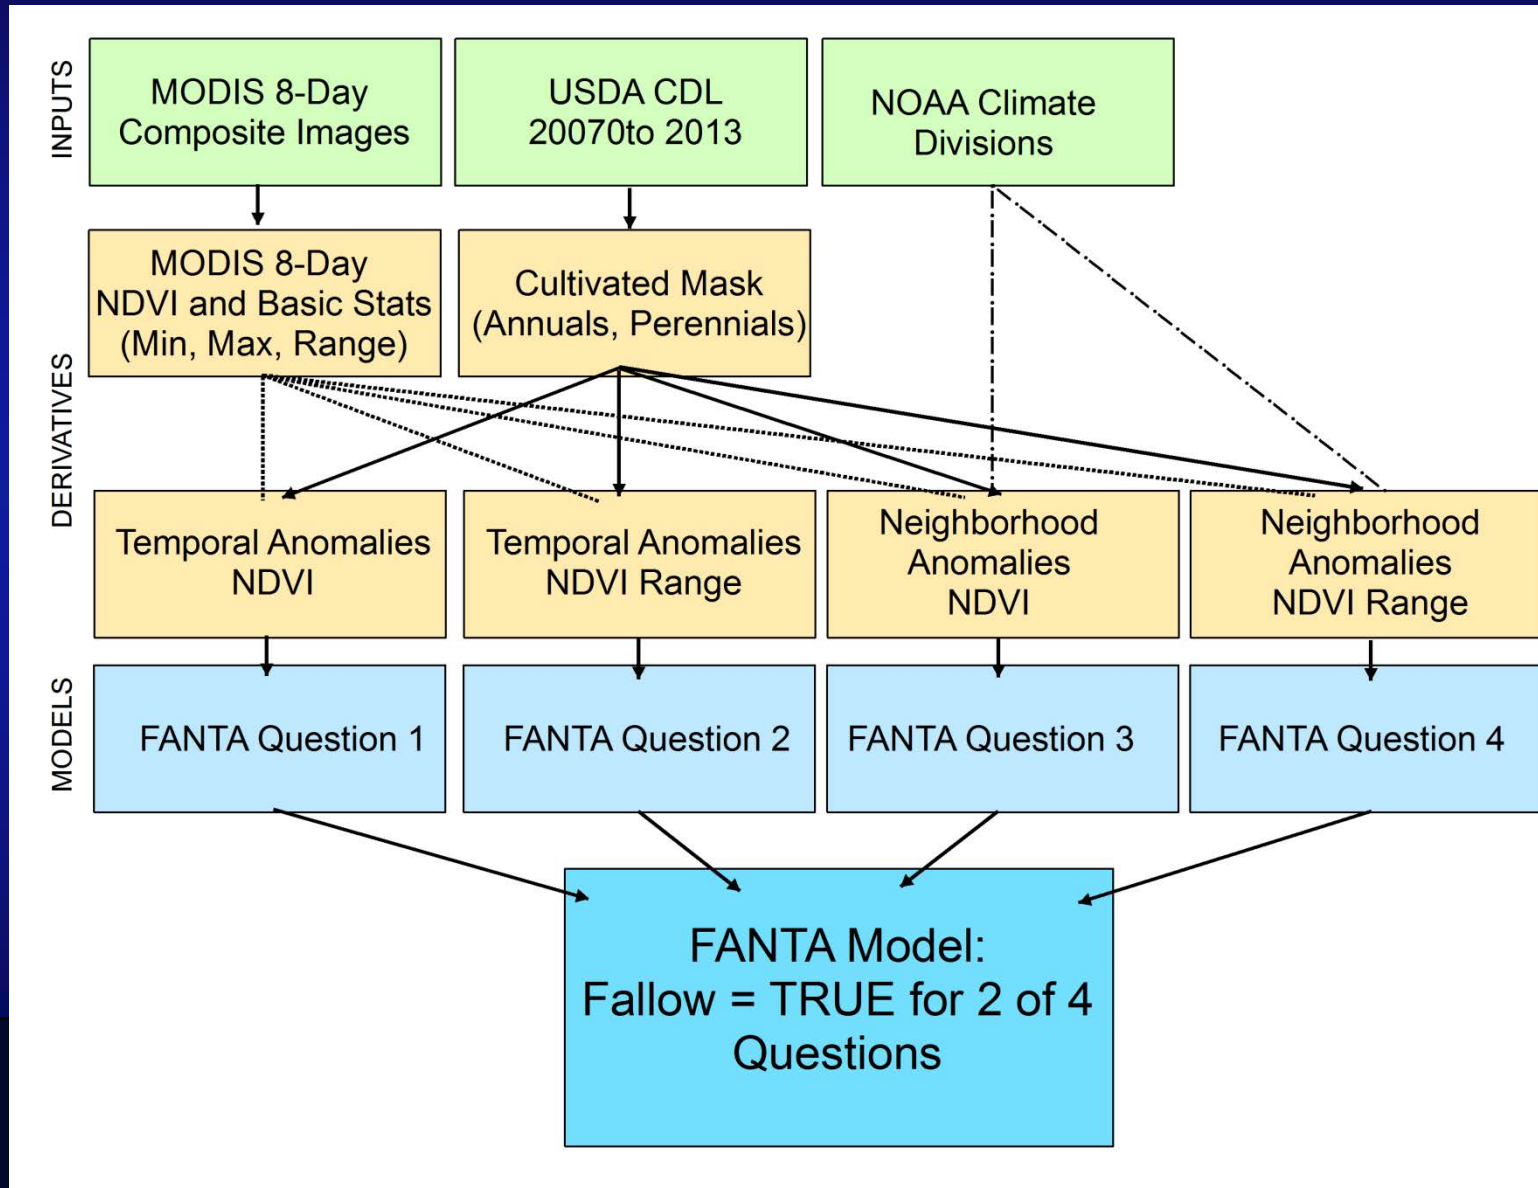 INPUTS
MODIS 8-Day
Composite Images
USDA CDL
20070to 2013
NOAA Climate
Divisions
DERIVATIVES
MODIS 8-Day
NDVI and Basic Stats
(Min, Max, Range)
Cultivated Mask
(Annuals, Perennials)
Temporal Anomalies
NDVI
Temporal Anomalies
NDVI Range
Neighborhood
Anomalies
NDVI
Neighborhood
Anomalies
NDVI Range
MODELS
FANTA Question 1
FANTA Question 2
FANTA Question 3
FANTA Question 4
FANTA Model:
Fallow = TRUE for 2 of 4
Questions